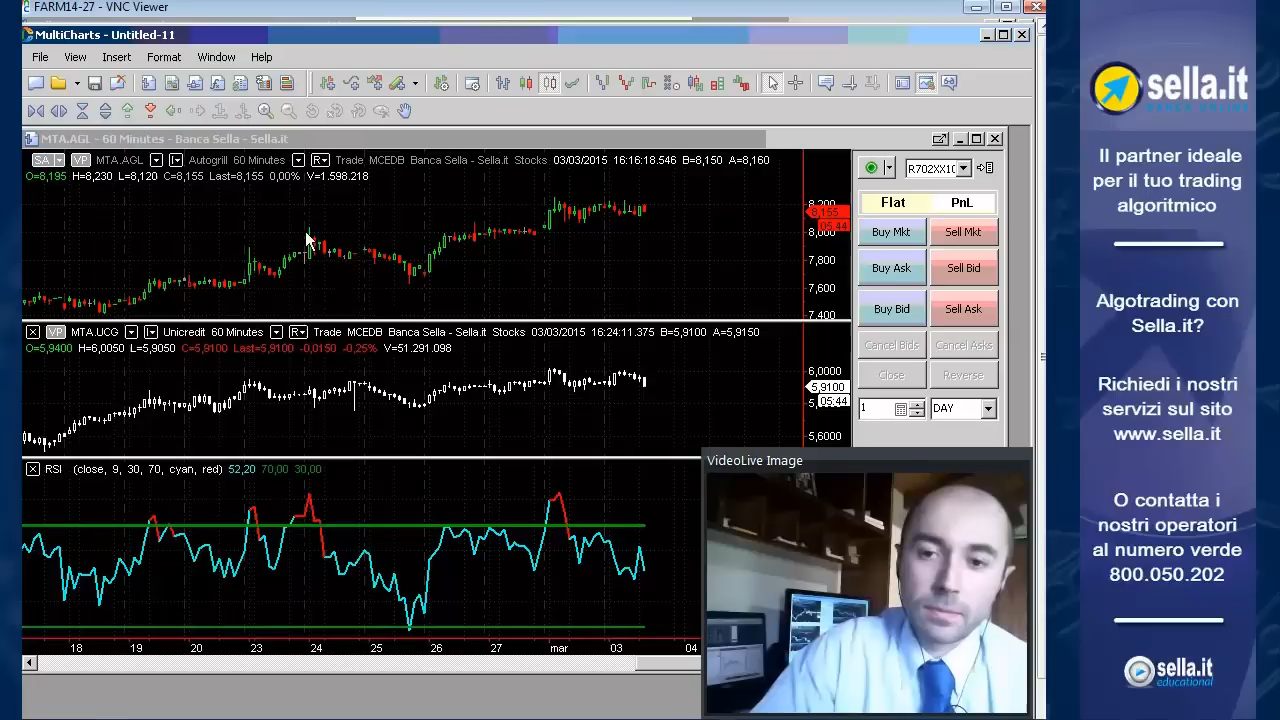 FARM14-27 - VNC Viewer
MultiCharts - Untitled-11
File View Insert Format Window Help
MTA.AGL - 60 Minutes - Banca Sella - Sella.it
SA VP MTA.AGL Autogrill 60 Minutes R Trade MCEDB Banca Sella - Sella.it Stocks 03/03/2015 16:16:18.546 B=8,150 A=8,160
O=8,195 H=8,230 L=8,120 C=8,155 Last=8,155 0,00% V=1.598.218
8,200
8,155
05:44
8,000
7,800
7,600
7,400
VP MTA.UCG Unicredit 60 Minutes R Trade MCEDB Banca Sella - Sella.it Stocks 03/03/2015 16:24:11.375 B=5,9100 A=5,9150
O=5,9400 H=6,0050 L=5,9050 C=5,9100 Last=5,9100 -0,0150 -0,25% V=51.291.098
6,0000
5,9100
05:44
5,6000
RSI (close, 9, 30, 70, cyan, red) 52,20 70,00 30,00
18 19 20 23 24 25 26 27 mar 03 04
Flat PnL
Buy Mkt Sell Mkt
Buy Ask Sell Bid
Buy Bid Sell Ask
Cancel Bids Cancel Asks
Close Reverse
1 DAY
VideoLive Image
sella.it
BANCA ONLINE
Il partner ideale
per il tuo trading
algoritmico
Algotrading con
Sella.it?
Richiedi i nostri
servizi sul sito
www.sella.it
O contatta i
nostri operatori
al numero verde
800.050.202
sella.it
educational